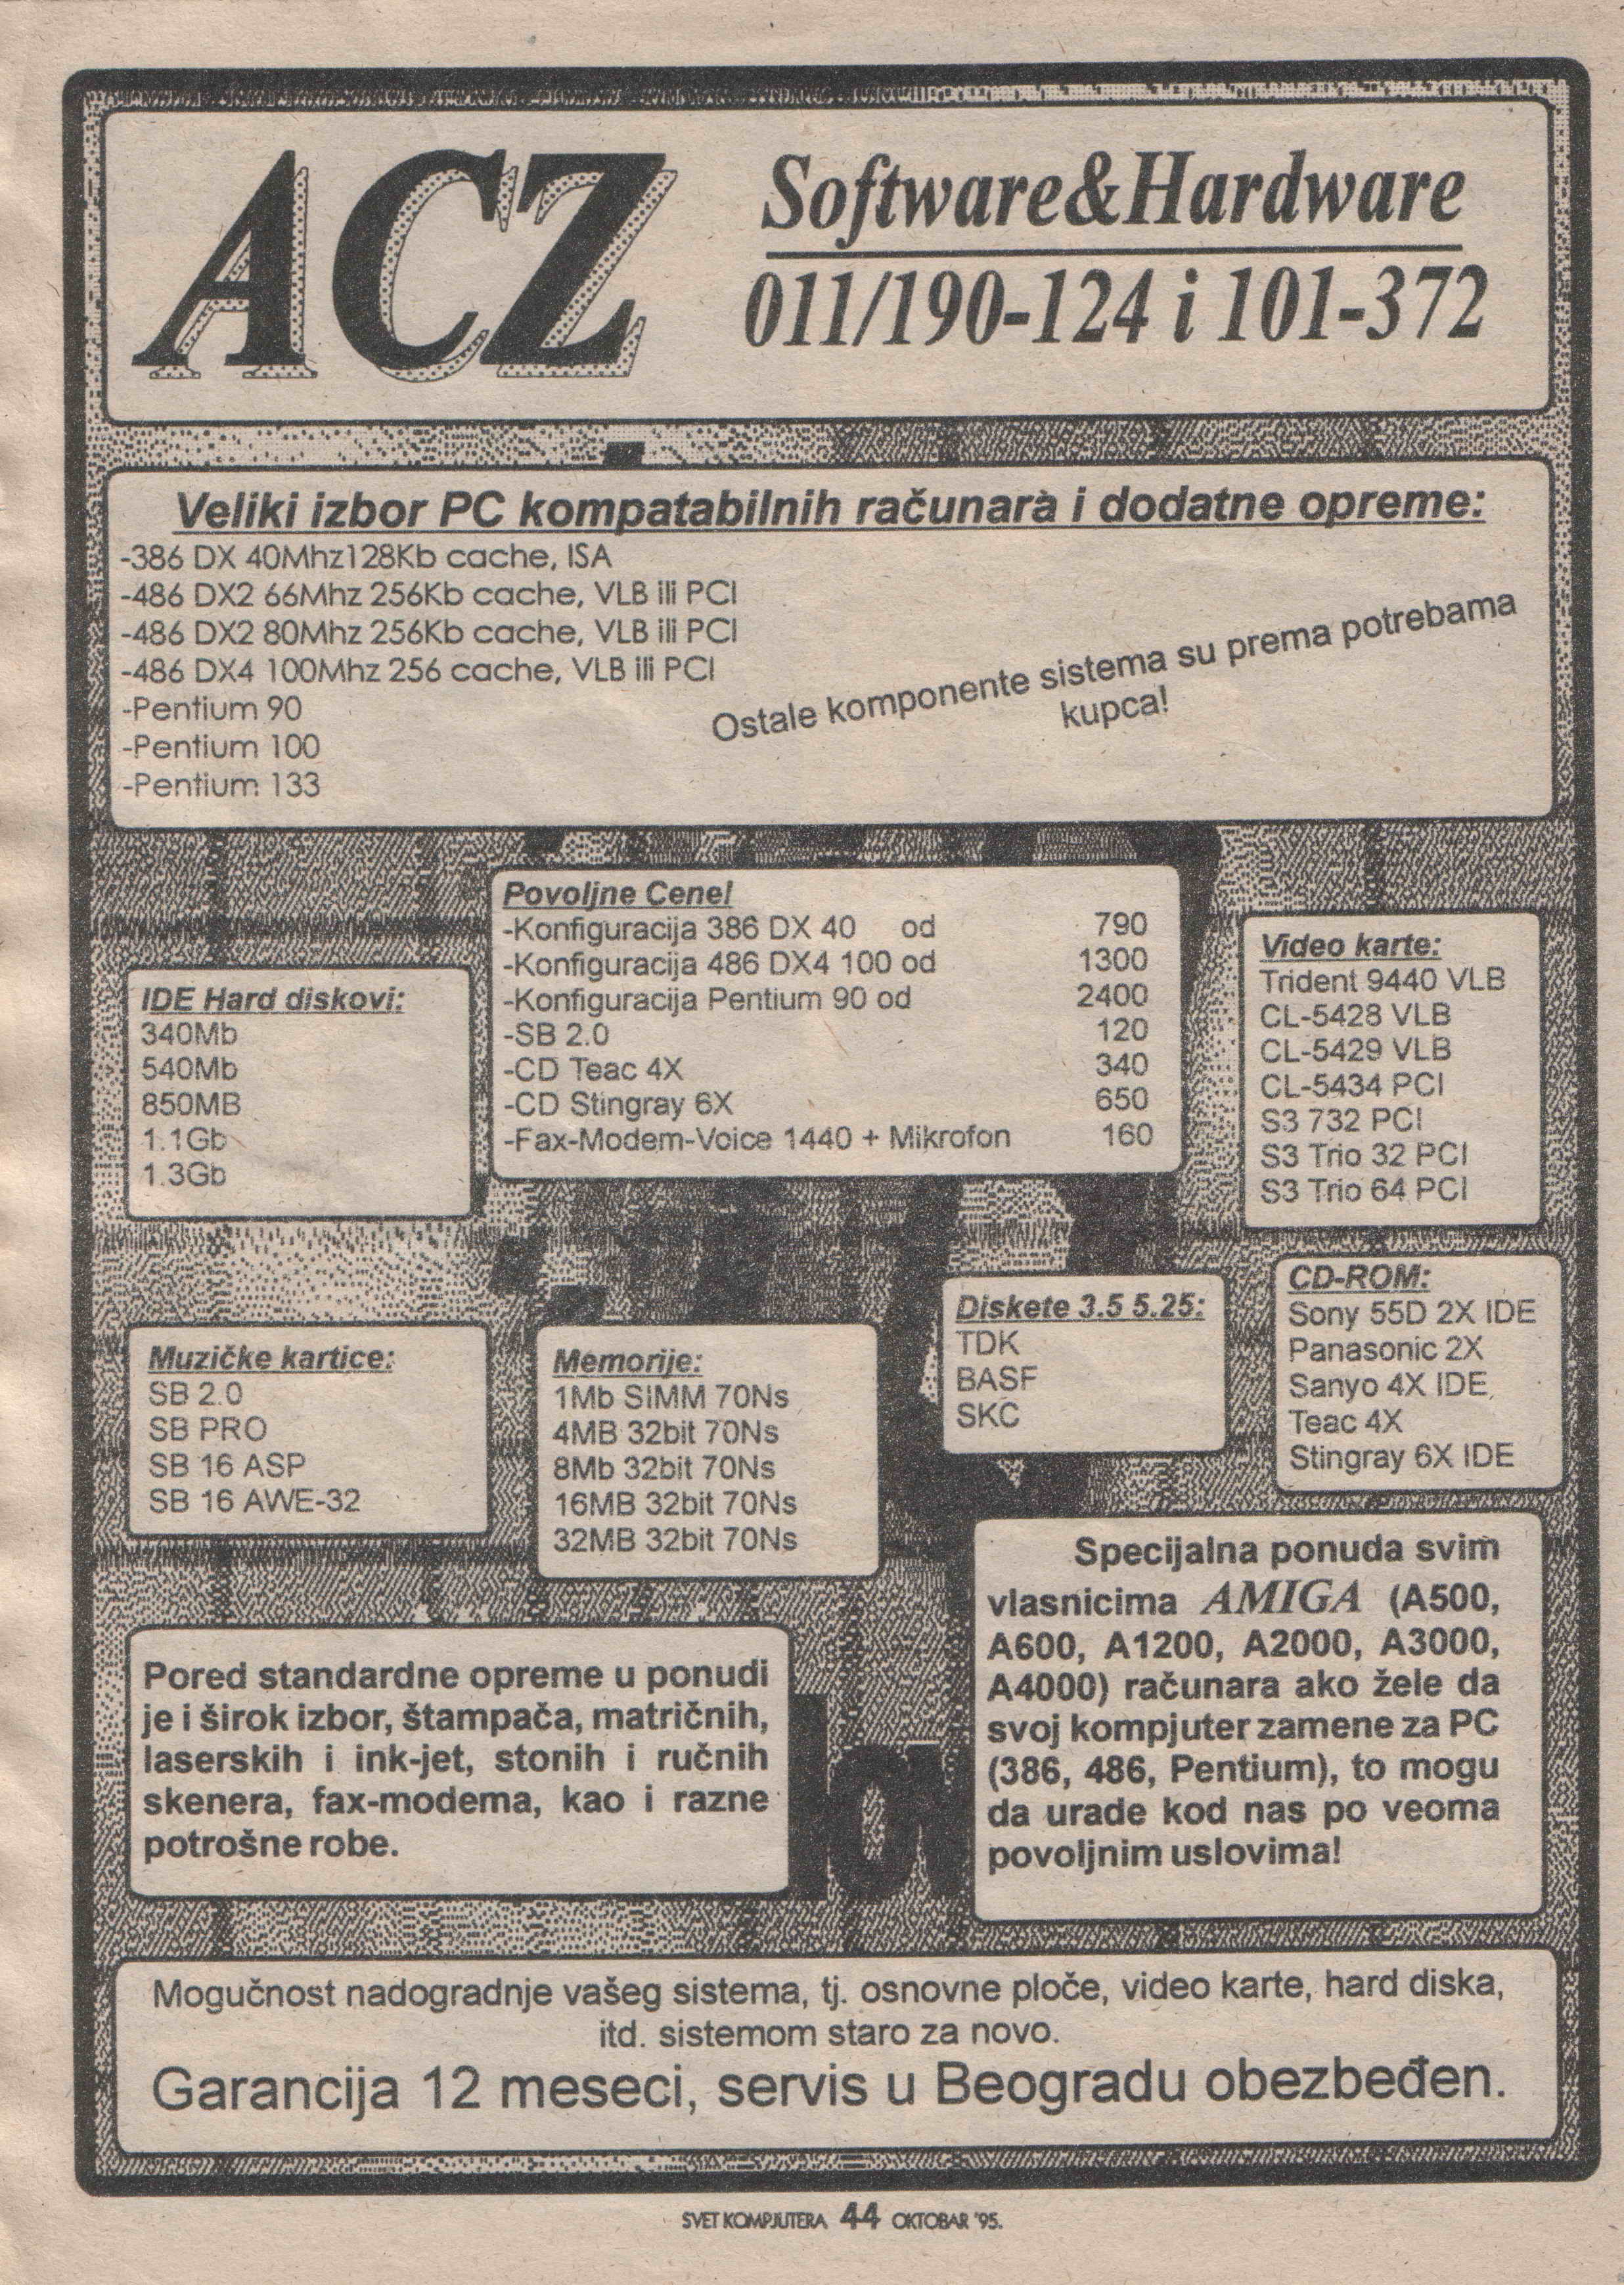 ACZ
Software&Hardware
011/190-124 i 101-372
Veliki izbor PC kompatabilnih računara i dodatne opreme:
-386 DX 40Mhz128Kb cache, ISA
-486 DX2 66Mhz 256Kb cache, VLB ili PCI
-486 DX2 80Mhz 256Kb cache, VLB ili PCI
-486 DX4 100Mhz 256 cache, VLB ili PCI
-Pentium 90
-Pentium 100
-Pentium 133
Ostale komponente sistema su prema potrebama
kupca!
Povoljne Cene!
-Konfiguracija 386 DX 40 od 790
-Konfiguracija 486 DX4 100 od 1300
-Konfiguracija Pentium 90 od 2400
-SB 2.0 120
-CD Teac 4X 340
-CD Stingray 6X 650
-Fax-Modem-Voice 1440 + Mikrofon 160
IDE Hard diskovi:
340Mb
540Mb
850MB
1.1Gb
1.3Gb
Video karte:
Trident 9440 VLB
CL-5428 VLB
CL-5429 VLB
CL-5434 PCI
S3 732 PCI
S3 Trio 32 PCI
S3 Trio 64 PCI
Muzičke kartice:
SB 2.0
SB PRO
SB 16 ASP
SB 16 AWE-32
Memorije:
1Mb SIMM 70Ns
4MB 32bit 70Ns
8Mb 32bit 70Ns
16MB 32bit 70Ns
32MB 32bit 70Ns
Diskete 3.5 5.25:
TDK
BASF
SKC
CD-ROM:
Sony 55D 2X IDE
Panasonic 2X
Sanyo 4X IDE
Teac 4X
Stingray 6X IDE
Pored standardne opreme u ponudi
je i širok izbor, štampača, matričnih,
laserskih i ink-jet, stonih i ručnih
skenera, fax-modema, kao i razne
potrošne robe.
Specijalna ponuda svim
vlasnicima AMIGA (A500,
A600, A1200, A2000, A3000,
A4000) računara ako žele da
svoj kompjuter zamene za PC
(386, 486, Pentium), to mogu
da urade kod nas po veoma
povoljnim uslovima!
Mogučnost nadogradnje vašeg sistema, tj. osnovne ploče, video karte, hard diska,
itd. sistemom staro za novo.
Garancija 12 meseci, servis u Beogradu obezbeđen.
SVET KOMPJUTERA 44 OKTOBAR '95.